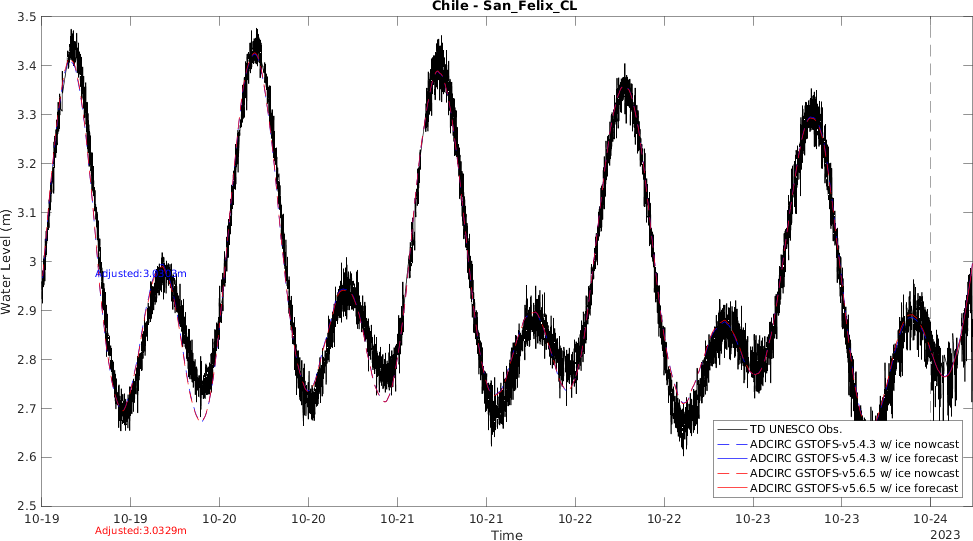 Chile - San_Felix_CL
3.5
3.4
3.3
3.2
3.1
3
2.9
2.8
2.7
2.6
2.5
Water Level (m)
TD UNESCO Obs.
ADCIRC GSTOFS-v5.4.3 w/ ice nowcast
ADCIRC GSTOFS-v5.4.3 w/ ice forecast
ADCIRC GSTOFS-v5.6.5 w/ ice nowcast
ADCIRC GSTOFS-v5.6.5 w/ ice forecast
10-19 10-19 10-20 10-20 10-21 10-21 10-22 10-22 10-23 10-23 10-24
Adjusted:3.0329m
Time
2023